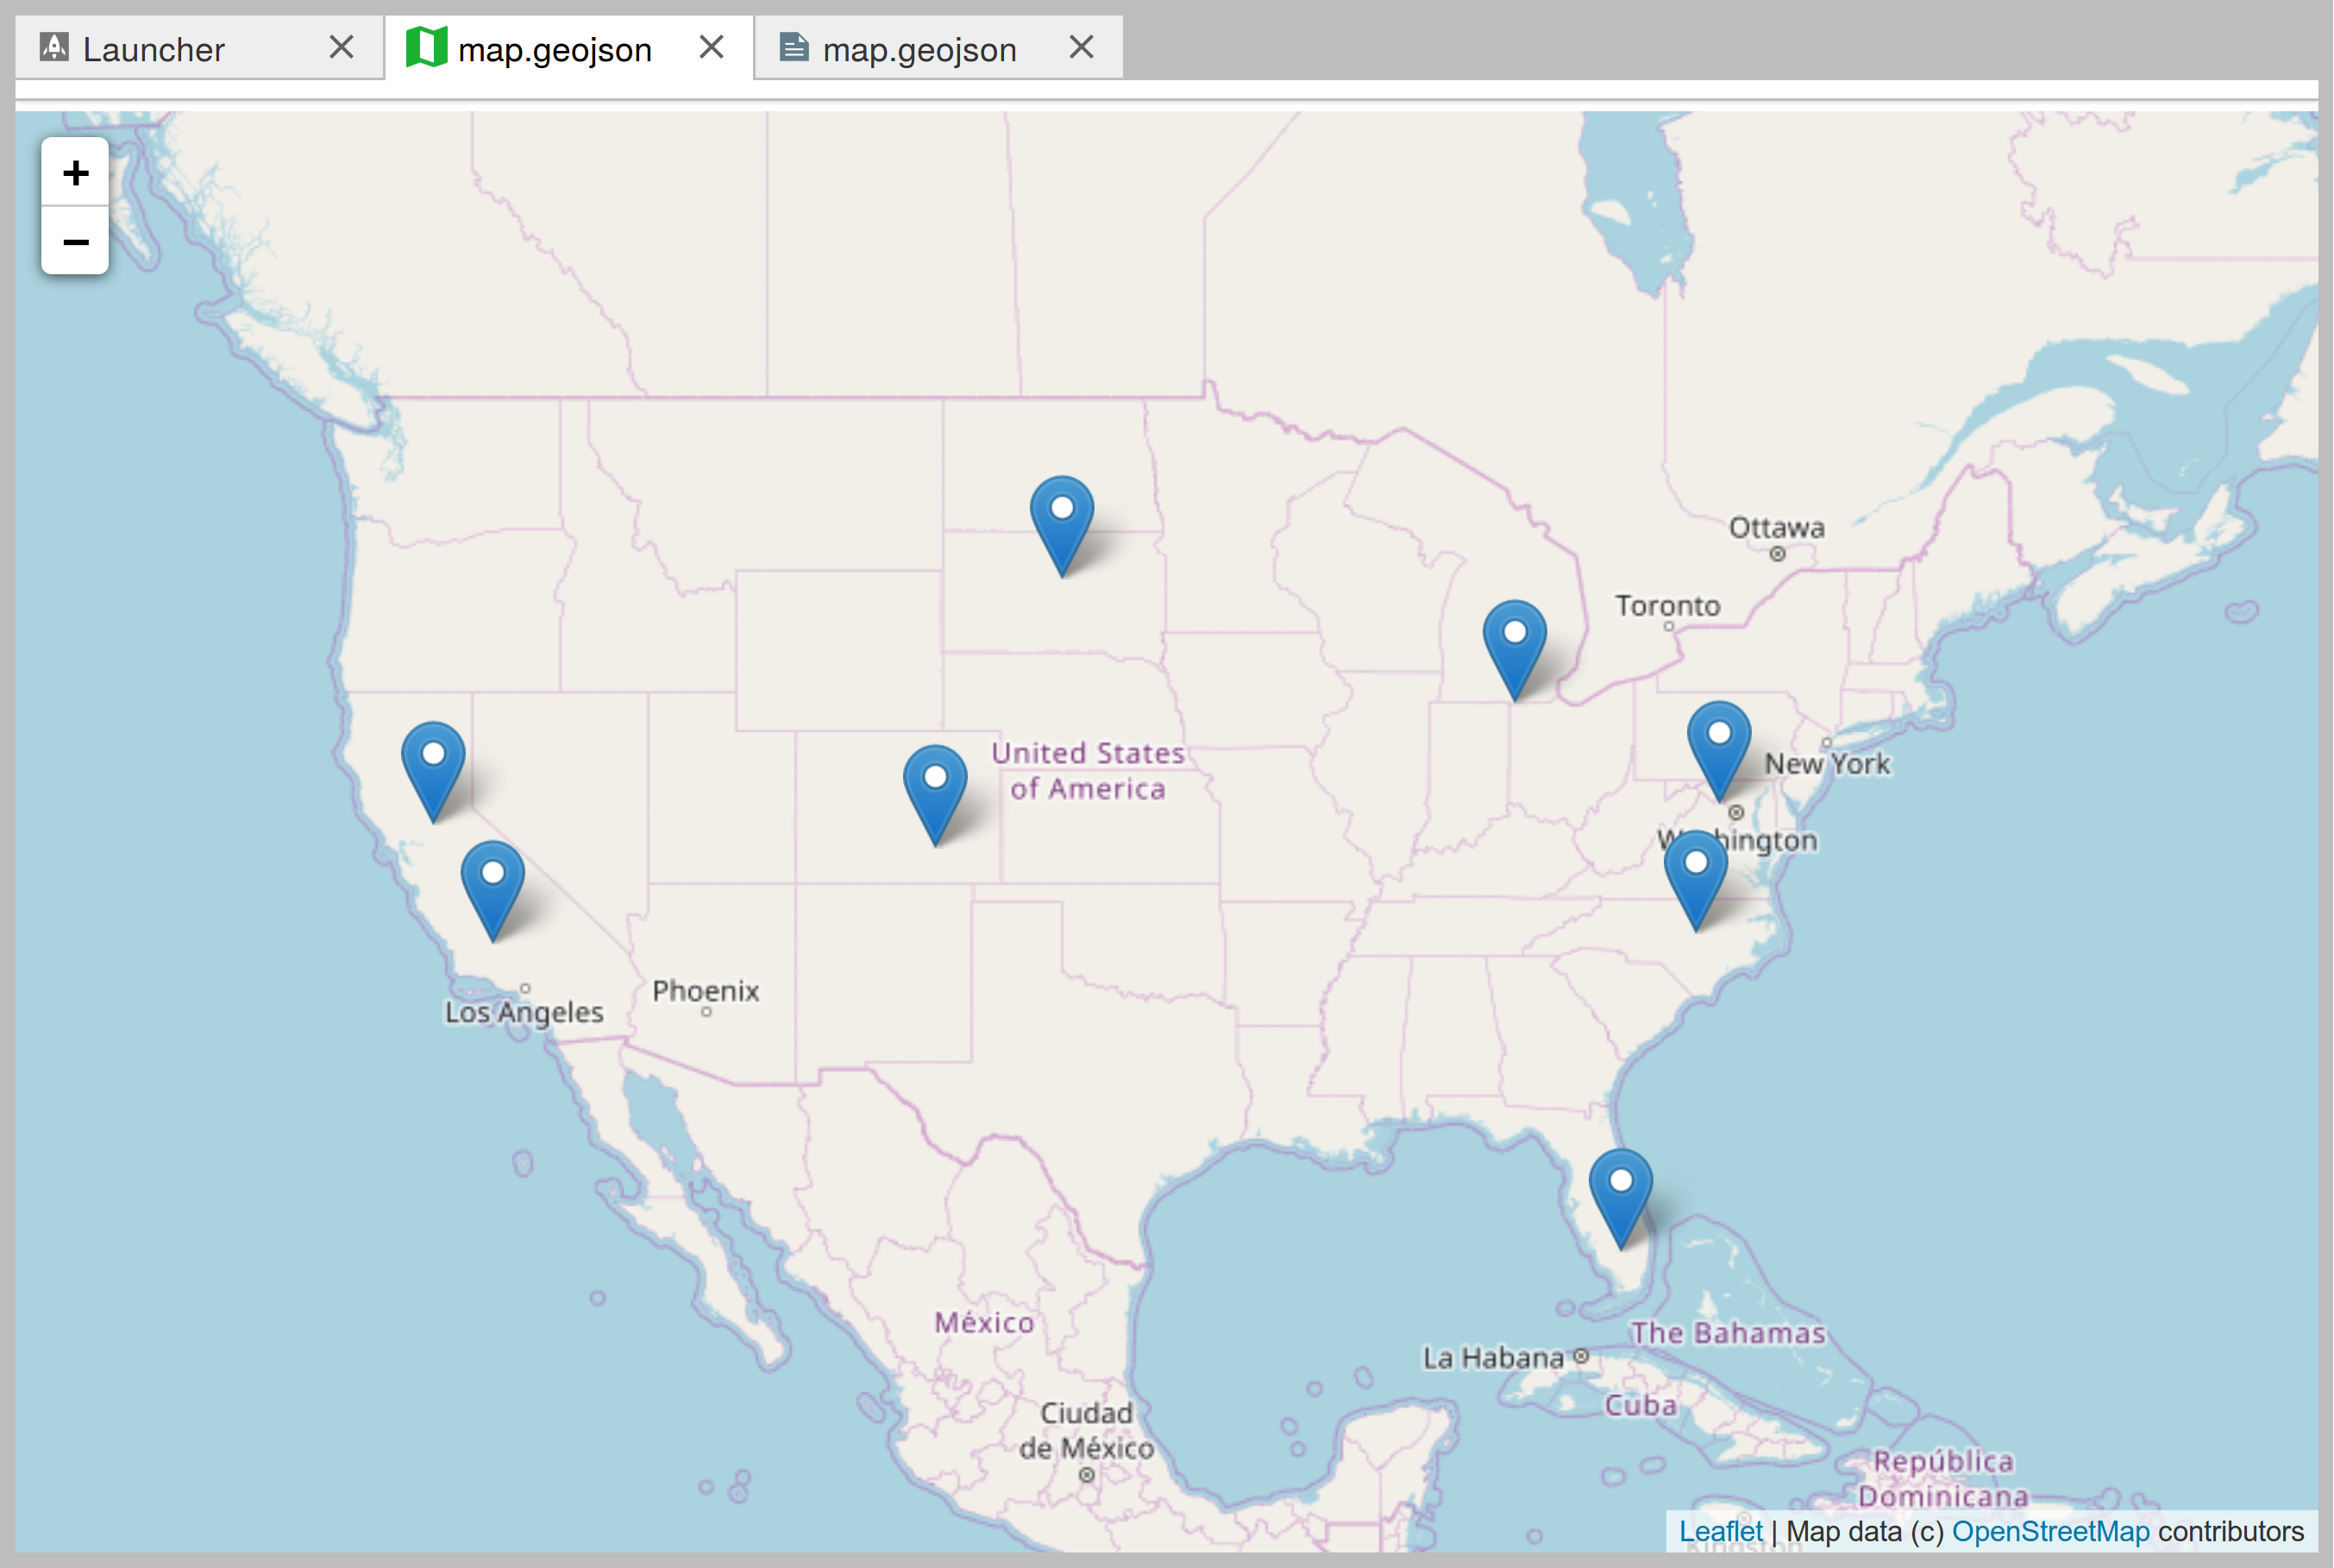 Launcher
map.geojson
map.geojson
+
−
Ottawa
Toronto
New York
United States
of America
Los Angeles
Phoenix
México
The Bahamas
La Habana
Cuba
Ciudad
de México
República
Dominicana
Leaflet | Map data (c) OpenStreetMap contributors